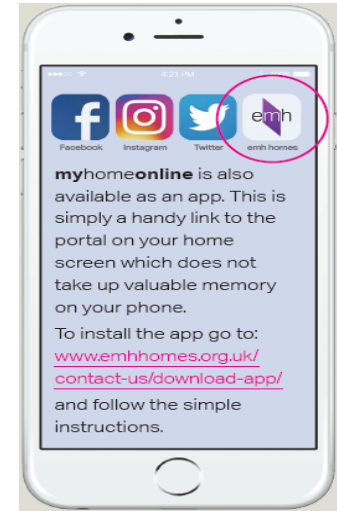 4:21 PM
emh
Facebook Instagram Twitter emh homes
myhomeonline is also
available as an app. This is
simply a handy link to the
portal on your home
screen which does not
take up valuable memory
on your phone.
To install the app go to:
www.emhhomes.org.uk/
contact-us/download-app/
and follow the simple
instructions.